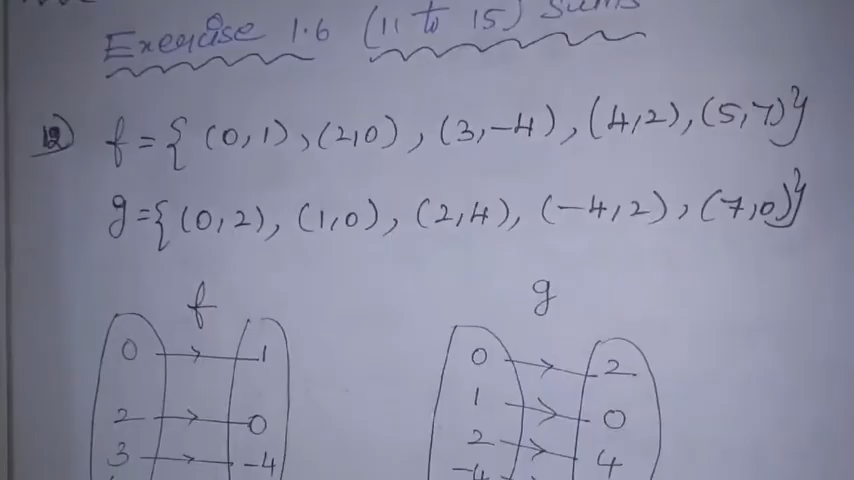 Exercise 1.6 (11 to 15) Sums
12) f = { (0,1), (2,0), (3,-4), (4,2), (5,7)}
g = {(0,2), (1,0), (2,4), (-4,2), (7,0)}
f g
0 1 0 2
1 0
2 0 2 4
3 -4 -4